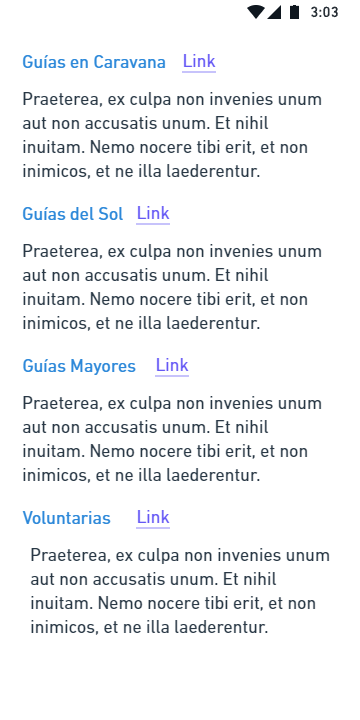 3:03
Guías en Caravana Link
Praeterea, ex culpa non invenies unum
aut non accusatis unum. Et nihil
inuitam. Nemo nocere tibi erit, et non
inimicos, et ne illa laederentur.
Guías del Sol Link
Praeterea, ex culpa non invenies unum
aut non accusatis unum. Et nihil
inuitam. Nemo nocere tibi erit, et non
inimicos, et ne illa laederentur.
Guías Mayores Link
Praeterea, ex culpa non invenies unum
aut non accusatis unum. Et nihil
inuitam. Nemo nocere tibi erit, et non
inimicos, et ne illa laederentur.
Voluntarias Link
Praeterea, ex culpa non invenies unum
aut non accusatis unum. Et nihil
inuitam. Nemo nocere tibi erit, et non
inimicos, et ne illa laederentur.